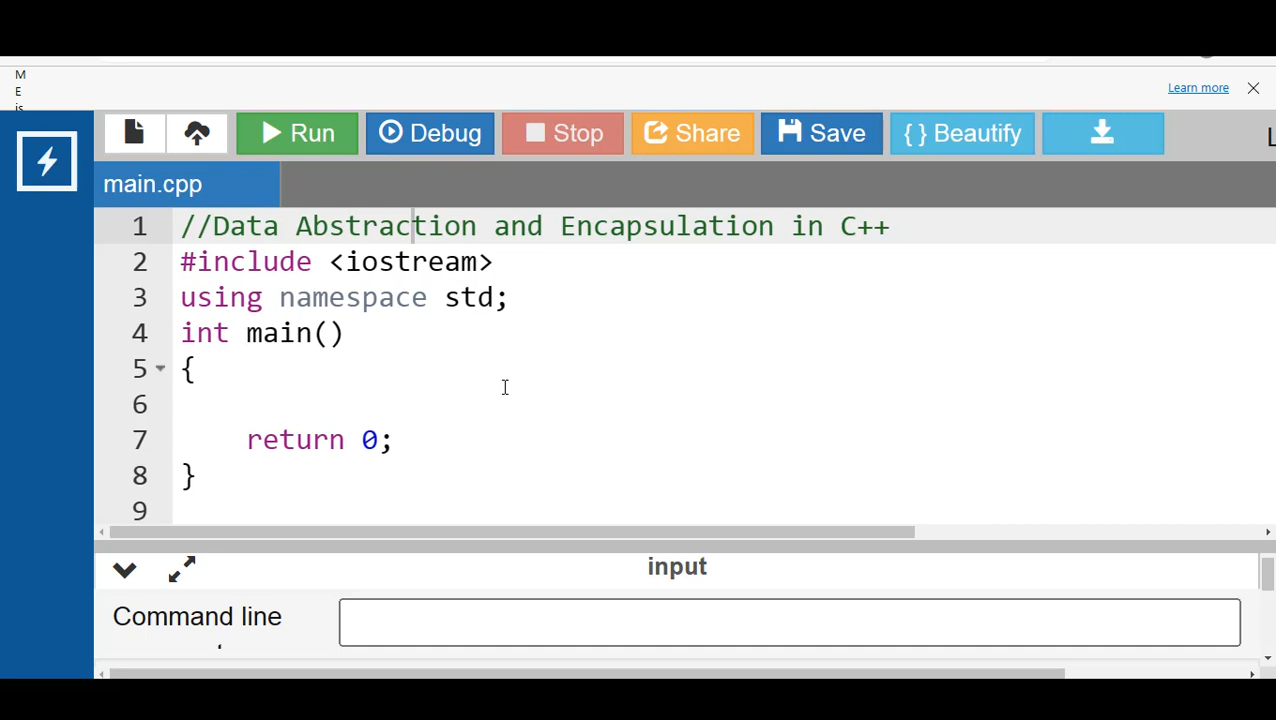 M
E
is
Learn more
Run Debug Stop Share Save { } Beautify
main.cpp
1 //Data Abstraction and Encapsulation in C++
2 #include <iostream>
3 using namespace std;
4 int main()
5 {
6
7 return 0;
8 }
9
input
Command line